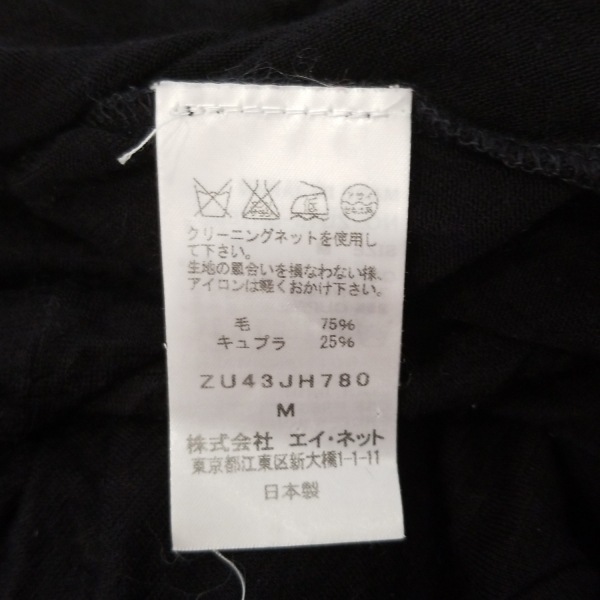 クリーニングネットを使用し
て下さい。
生地の風合いを損なわない様、
アイロンは軽くおかけ下さい。
毛 75%
キュプラ 25%
ZU43JH780
M
株式会社 エイ・ネット
東京都江東区新大橋1-1-11
日本製